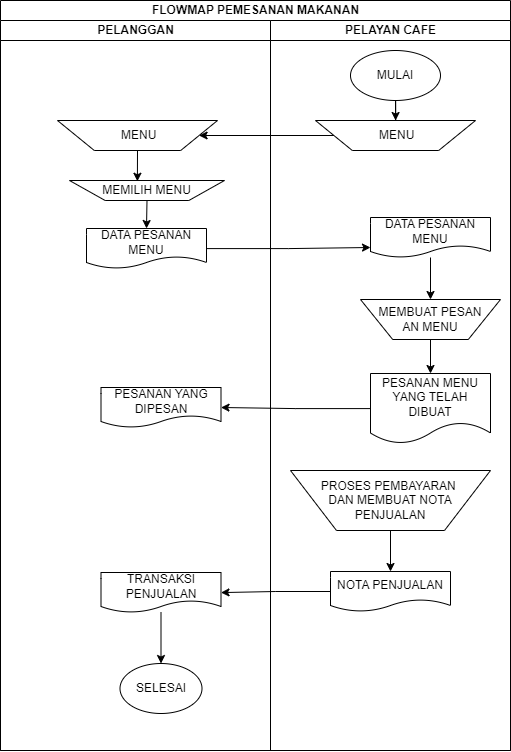 FLOWMAP PEMESANAN MAKANAN
PELANGGAN
PELAYAN CAFE
MULAI
MENU
MENU
MEMILIH MENU
DATA PESANAN
MENU
DATA PESANAN
MENU
MEMBUAT PESAN
AN MENU
PESANAN MENU
YANG TELAH
DIBUAT
PESANAN YANG
DIPESAN
PROSES PEMBAYARAN
DAN MEMBUAT NOTA
PENJUALAN
NOTA PENJUALAN
TRANSAKSI
PENJUALAN
SELESAI